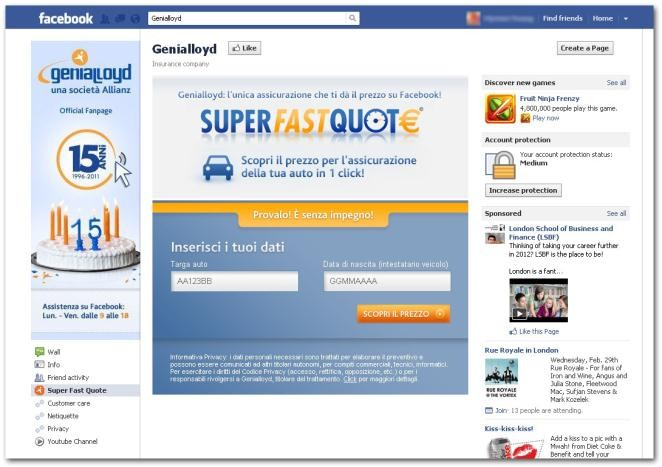 facebook
Genialloyd
Find friends
Home
GENIALLOYD
una società Allianz
Official Fanpage
15 ANNI
1996-2011
15
Assistenza su Facebook:
Lun. - Ven. dalle 9 alle 18
Wall
Info
Friend activity
Super Fast Quote
Customer care
Netiquette
Privacy
Youtube Channel
Genialloyd
Like
Insurance company
Create a Page
Genialloyd: l'unica assicurazione che ti dà il prezzo su Facebook!
SUPERFASTQUOT€®
Scopri il prezzo per l'assicurazione
della tua auto in 1 click!
Provalo! È senza impegno!
Inserisci i tuoi dati
Targa auto
Data di nascita (intestatario veicolo)
AA123BB
GGMMAAAA
SCOPRI IL PREZZO
Informativa Privacy: i dati personali necessari sono trattati per elaborare il preventivo e
possono essere comunicati ad altri titolari autonomi, per compiti commerciali, tecnici, informatici.
Per esercitare i diritti del Codice Privacy (accesso, rettifica, opposizione, etc.) o per i
responsabili rivolgersi a Genialloyd, titolare del trattamento. Click per maggiori dettagli.
Discover new games
See all
Fruit Ninja Frenzy
4,800,000 people play this game.
Play now
Account protection
Your account protection status:
Medium
Increase protection
Sponsored
See all
London School of Business and
Finance (LSBF)
Thinking of taking your career further
in 2012? LSBF is the place to be!
London is a fant...
Like this Page
Rue Royale in London
Wednesday, Feb. 29th
Rue Royale - For fans of
Iron and Wine, Angus and
Julia Stone, Fleetwood
Mac, Sufjan Stevens &
Mark Kozelek
RUE ROYALE
@ THE VORTEX
Join · 13 people are attending.
Kiss-kiss-kiss!
Add a kiss to a pic with a
Mwah! from Diet Coke &
Benefit and tell your